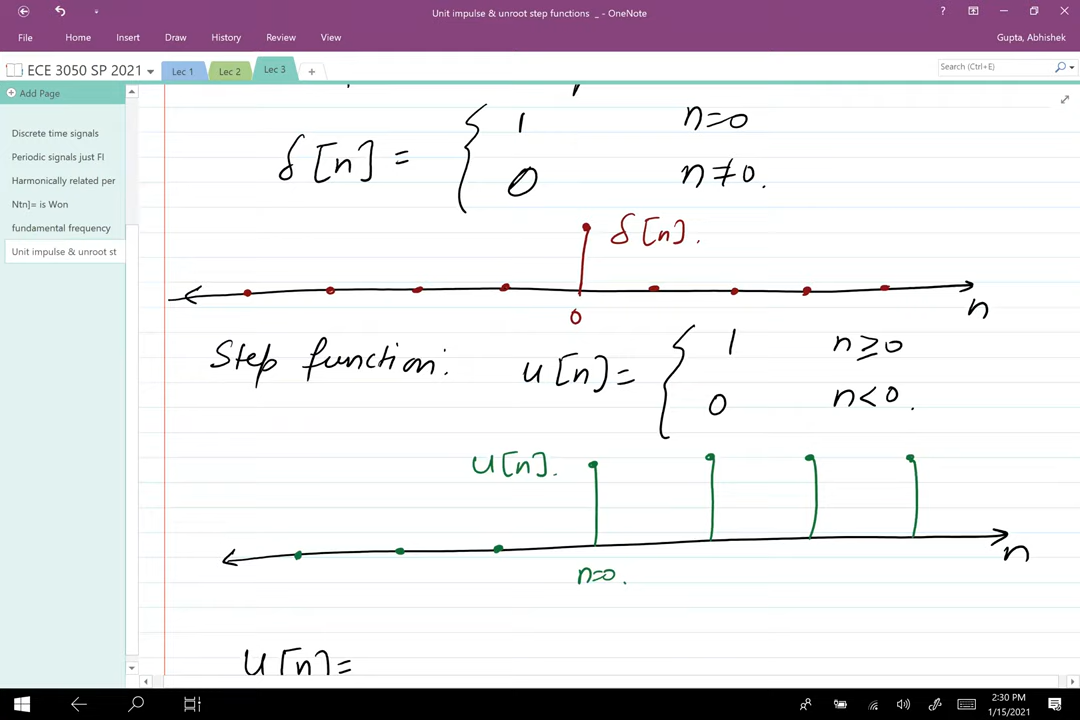 Unit impulse & unroot step functions _ - OneNote
?
File Home Insert Draw History Review View
Gupta, Abhishek
ECE 3050 SP 2021 Lec 1 Lec 2 Lec 3 +
Search (Ctrl+E)
Add Page
Discrete time signals
Periodic signals just FI
Harmonically related per
Ntn]= is Won
fundamental frequency
Unit impulse & unroot st
δ[n] = { 1 n=0
0 n≠0.
δ[n].
0
n
Step function: u[n] = { 1 n≥0
0 n<0.
u[n].
n=0.
n
u[n]=
2:30 PM
1/15/2021